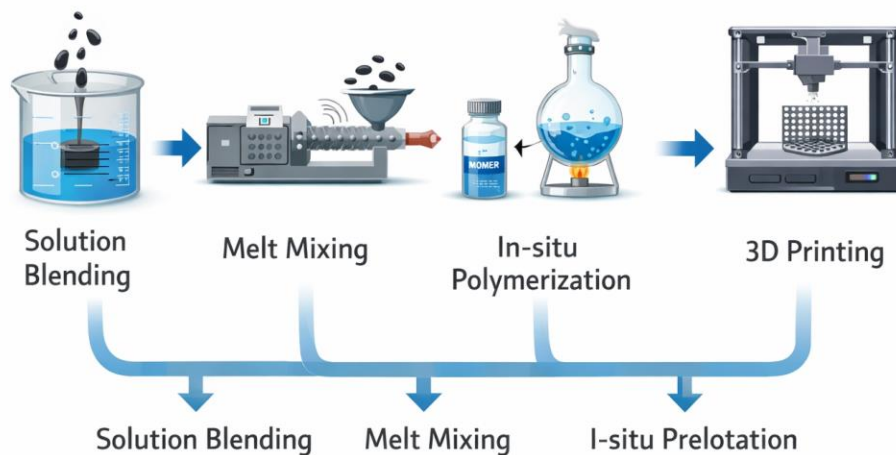 MOMER
Solution
Blending
Melt Mixing
In-situ
Polymerization
3D Printing
Solution Blending
Melt Mixing
I-situ Prelotation